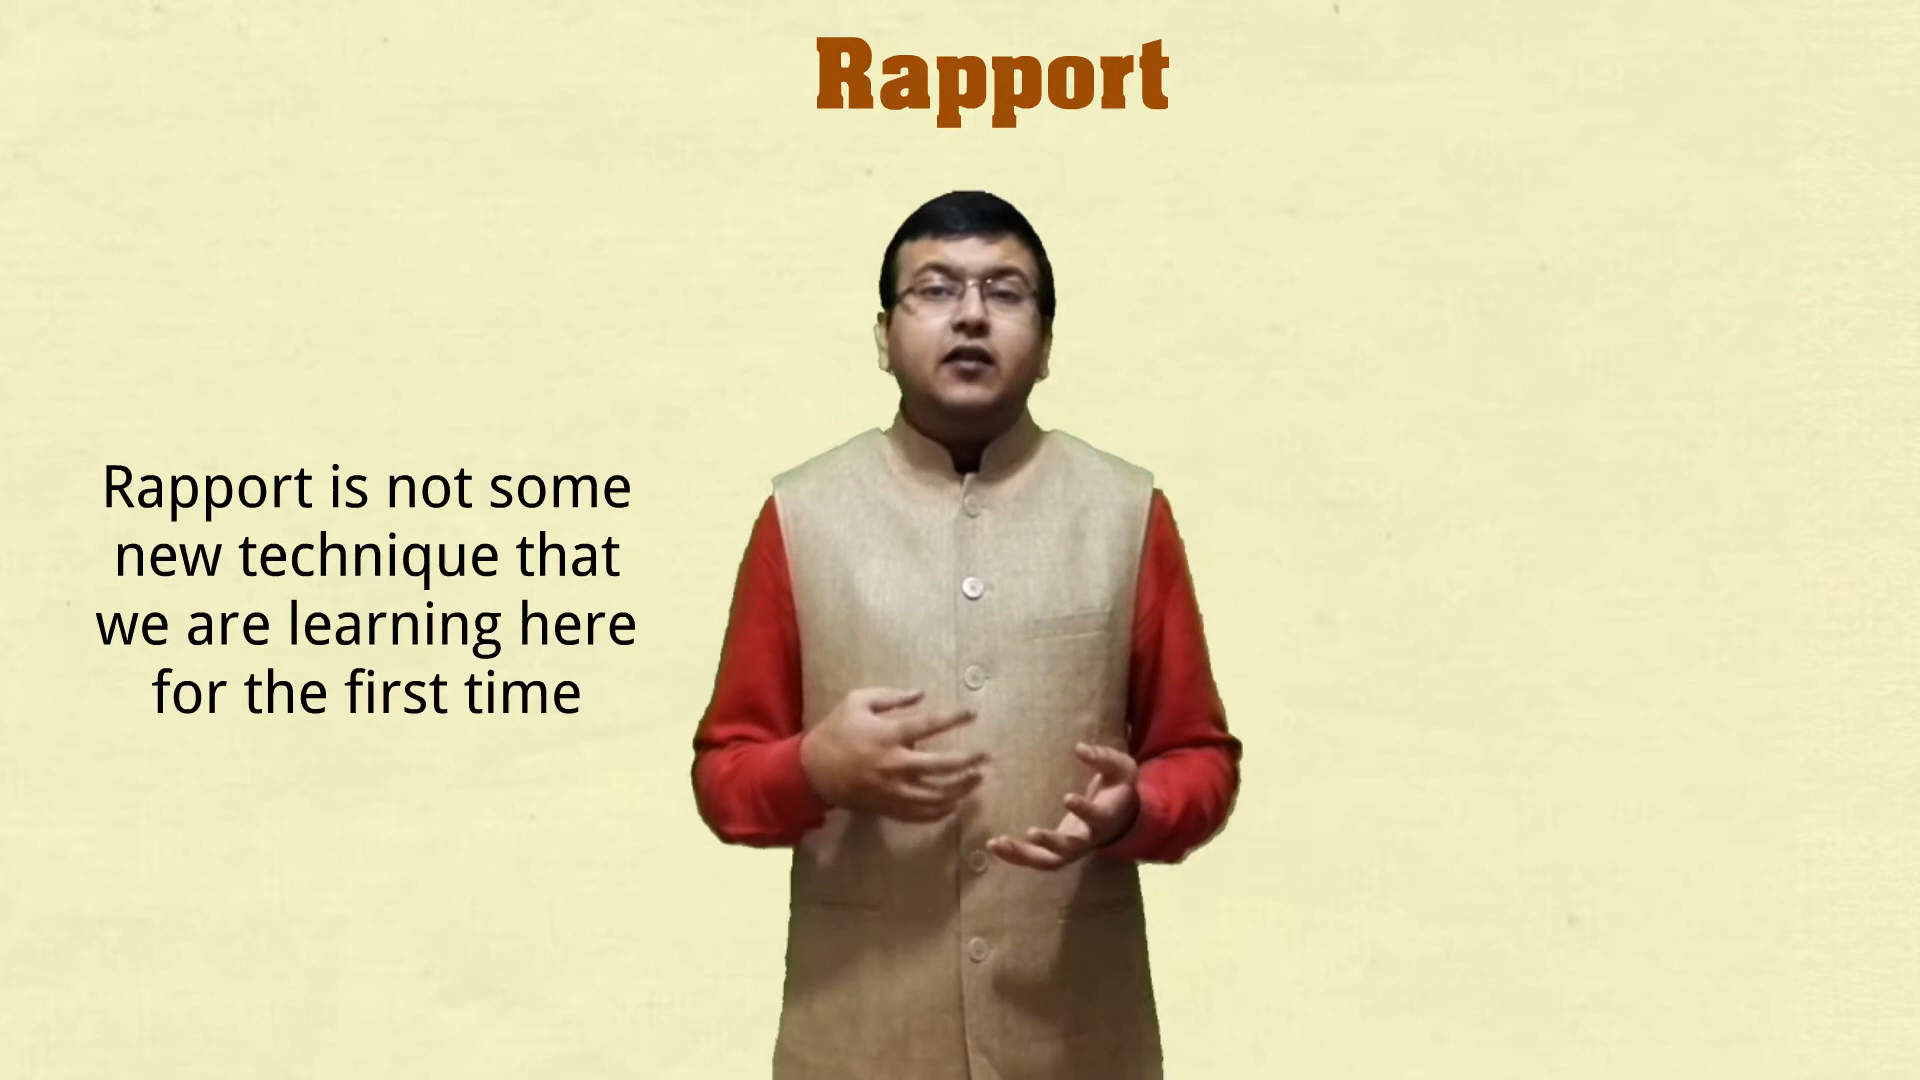 Rapport
Rapport is not some
new technique that
we are learning here
for the first time